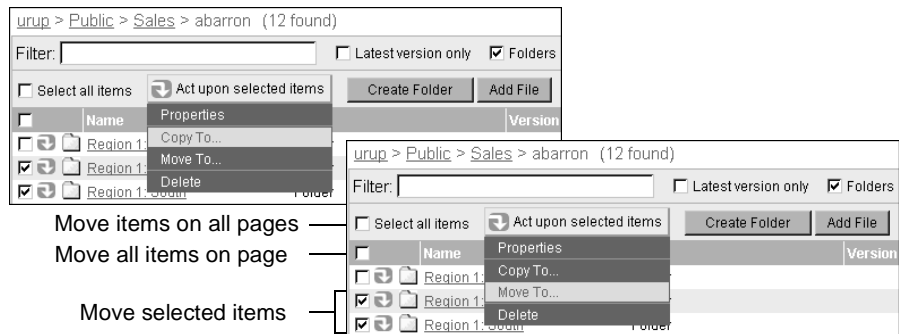 urup > Public > Sales > abarron (12 found)
Filter:
Latest version only
Folders
Select all items
Act upon selected items
Create Folder
Add File
Name
Version
Properties
Copy To...
Move To...
Delete
Region 1:
Region 1:
Region 1: South
Folder
urup > Public > Sales > abarron (12 found)
Filter:
Latest version only
Folders
Select all items
Act upon selected items
Create Folder
Add File
Name
Version
Properties
Copy To...
Move To...
Delete
Region 1:
Region 1:
Region 1: South
Folder
Move items on all pages
Move all items on page
Move selected items